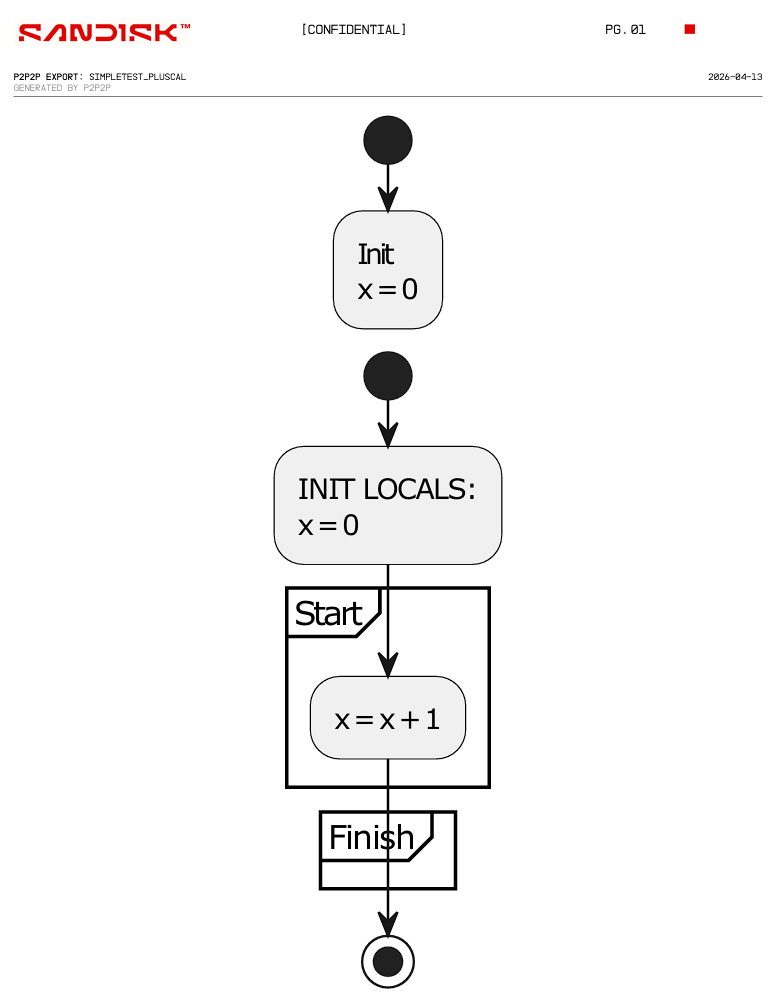 SANDISK™
[CONFIDENTIAL]
PG.01
P2P2P EXPORT: SIMPLETEST_PLUSCAL
2026-04-13
GENERATED BY P2P2P
Init
x = 0
INIT LOCALS:
x = 0
Start
x = x + 1
Finish